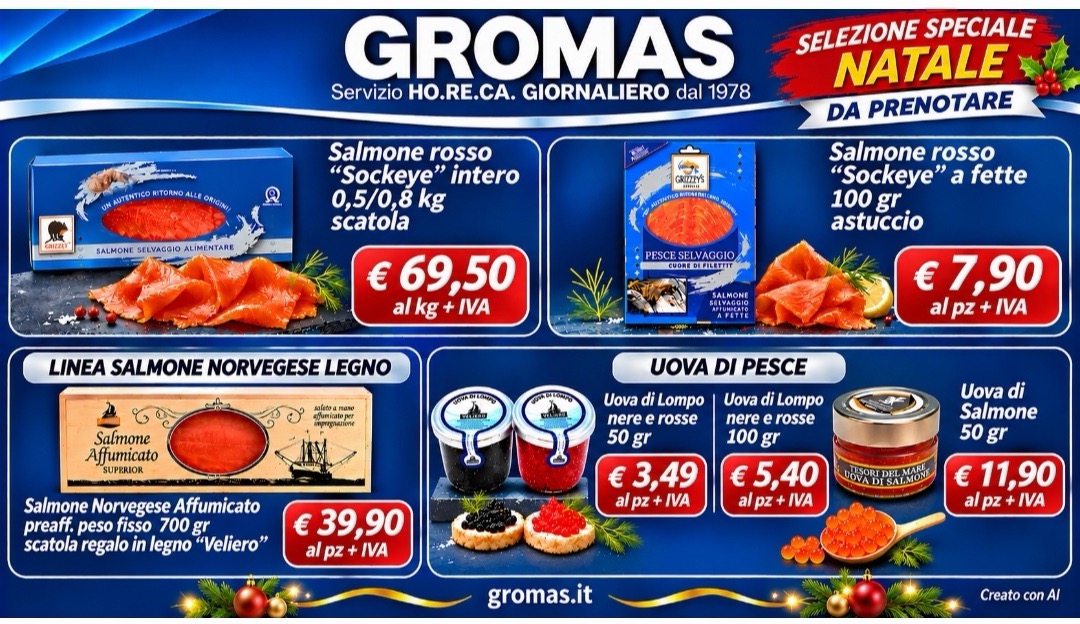 GROMAS
Servizio HO.RE.CA. GIORNALIERO dal 1978
SELEZIONE SPECIALE
NATALE
DA PRENOTARE
UN AUTENTICO RITORNO ALLE ORIGINI
GRIZZLY
SALMONE SELVAGGIO ALIMENTARE
Salmone rosso
"Sockeye" intero
0,5/0,8 kg
scatola
€ 69,50
al kg + IVA
GRIZZEY'S
PESCE SELVAGGIO
CUORE DI FILETTIT
SALMONE
SELVAGGIO
AFFUMICATO
A FETTE
Salmone rosso
"Sockeye" a fette
100 gr
astuccio
€ 7,90
al pz + IVA
LINEA SALMONE NORVEGESE LEGNO
Salmone
Affumicato
SUPERIOR
salato a mano
affumicato per
impregnazione
Salmone Norvegese Affumicato
preaff. peso fisso 700 gr
scatola regalo in legno "Veliero"
€ 39,90
al pz + IVA
UOVA DI PESCE
UOVA DI LOMPO
VELIERO
UOVA DI LOMPO
VELIERO
Uova di Lompo
nere e rosse
50 gr
€ 3,49
al pz + IVA
Uova di Lompo
nere e rosse
100 gr
€ 5,40
al pz + IVA
TESORI DEL MARE
UOVA DI SALMONE
Uova di
Salmone
50 gr
€ 11,90
al pz + IVA
gromas.it
Creato con AI